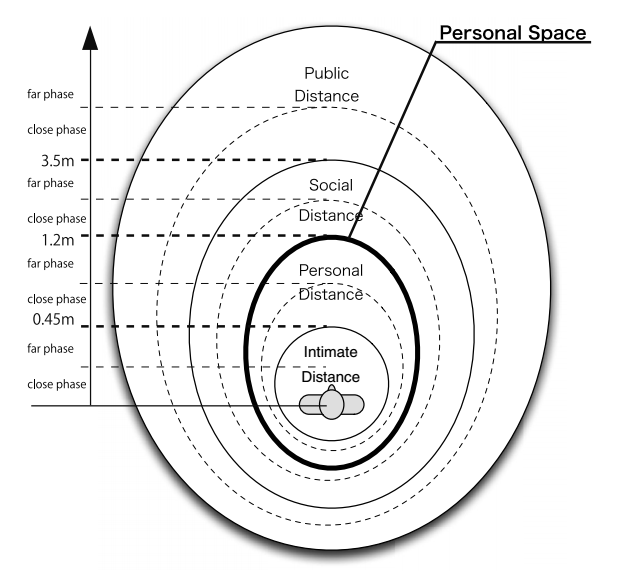 Personal Space
Public
Distance
far phase
close phase
3.5m
far phase
Social
close phase
Distance
1.2m
far phase
Personal
Distance
close phase
0.45m
far phase
Intimate
Distance
close phase